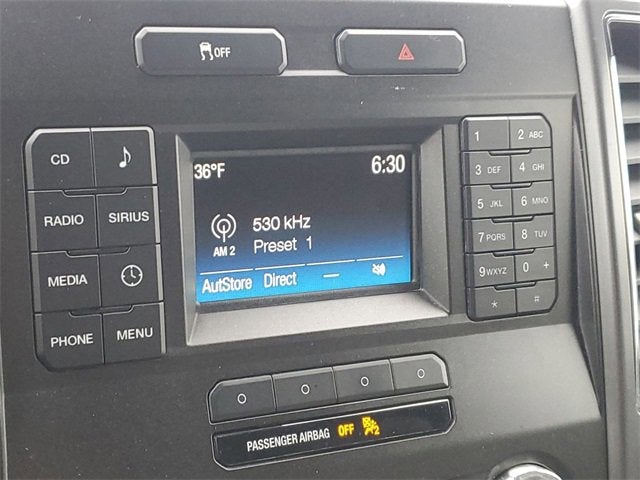 OFF
CD
RADIO SIRIUS
MEDIA
PHONE MENU
36°F 6:30
530 kHz
AM 2 Preset 1
AutStore Direct —
1 2 ABC
3 DEF 4 GHI
5 JKL 6 MNO
7 PQRS 8 TUV
9 WXYZ 0 +
* #
PASSENGER AIRBAG OFF 2